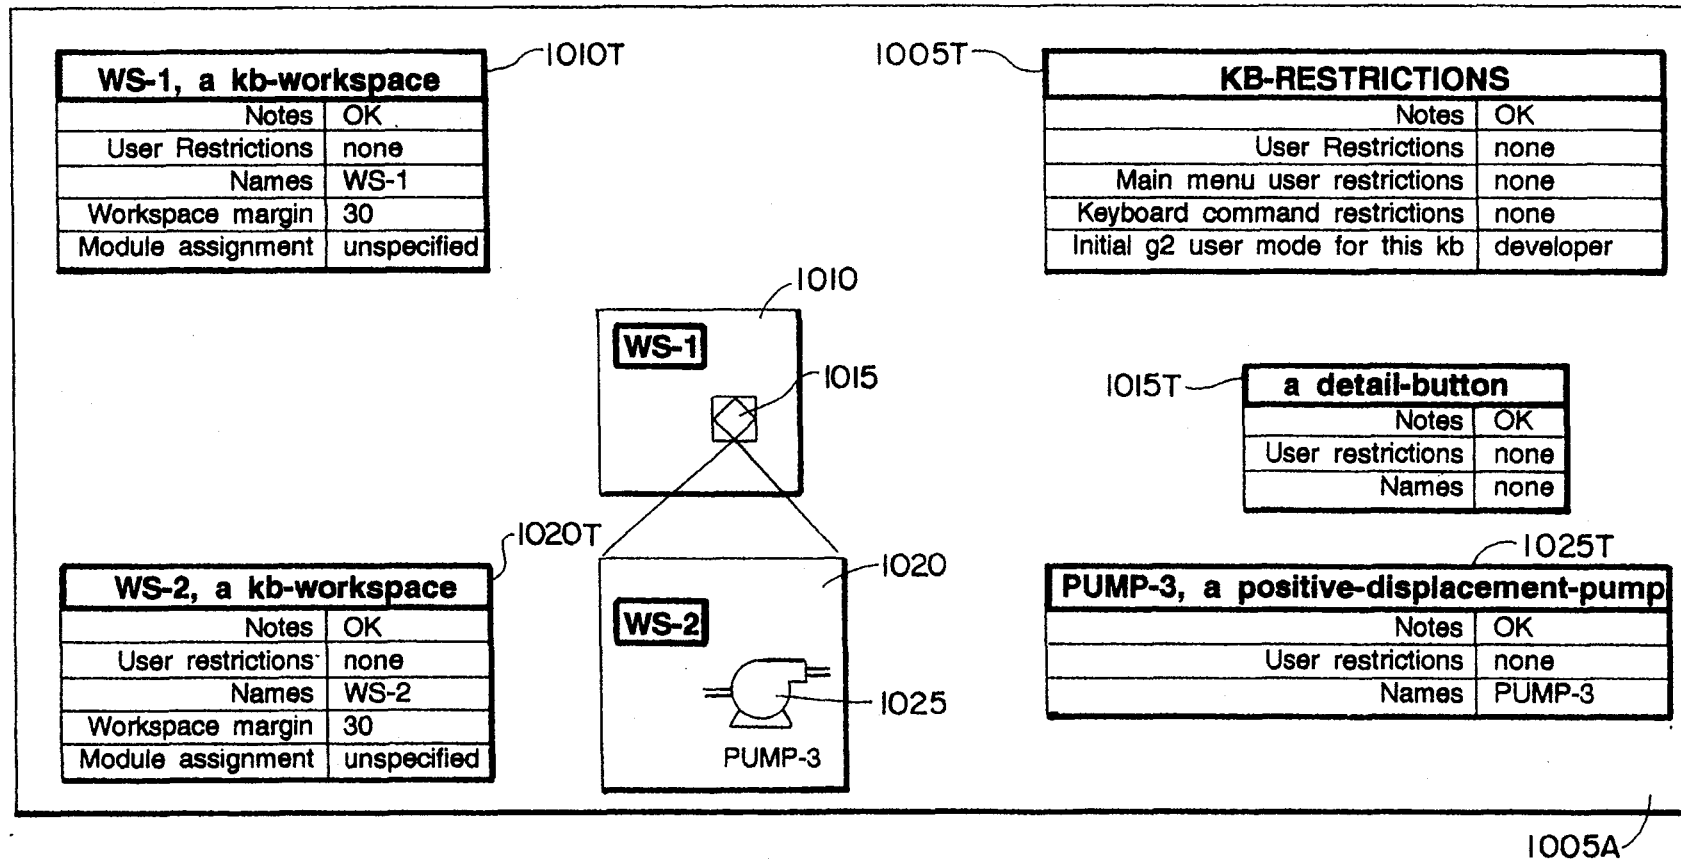 1010T
WS-1, a kb-workspace
Notes OK
User Restrictions none
Names WS-1
Workspace margin 30
Module assignment unspecified
1005T
KB-RESTRICTIONS
Notes OK
User Restrictions none
Main menu user restrictions none
Keyboard command restrictions none
Initial g2 user mode for this kb developer
1010
WS-1
1015
1015T
a detail-button
Notes OK
User restrictions none
Names none
1020T
WS-2, a kb-workspace
Notes OK
User restrictions none
Names WS-2
Workspace margin 30
Module assignment unspecified
1020
WS-2
1025
PUMP-3
1025T
PUMP-3, a positive-displacement-pump
Notes OK
User restrictions none
Names PUMP-3
1005A